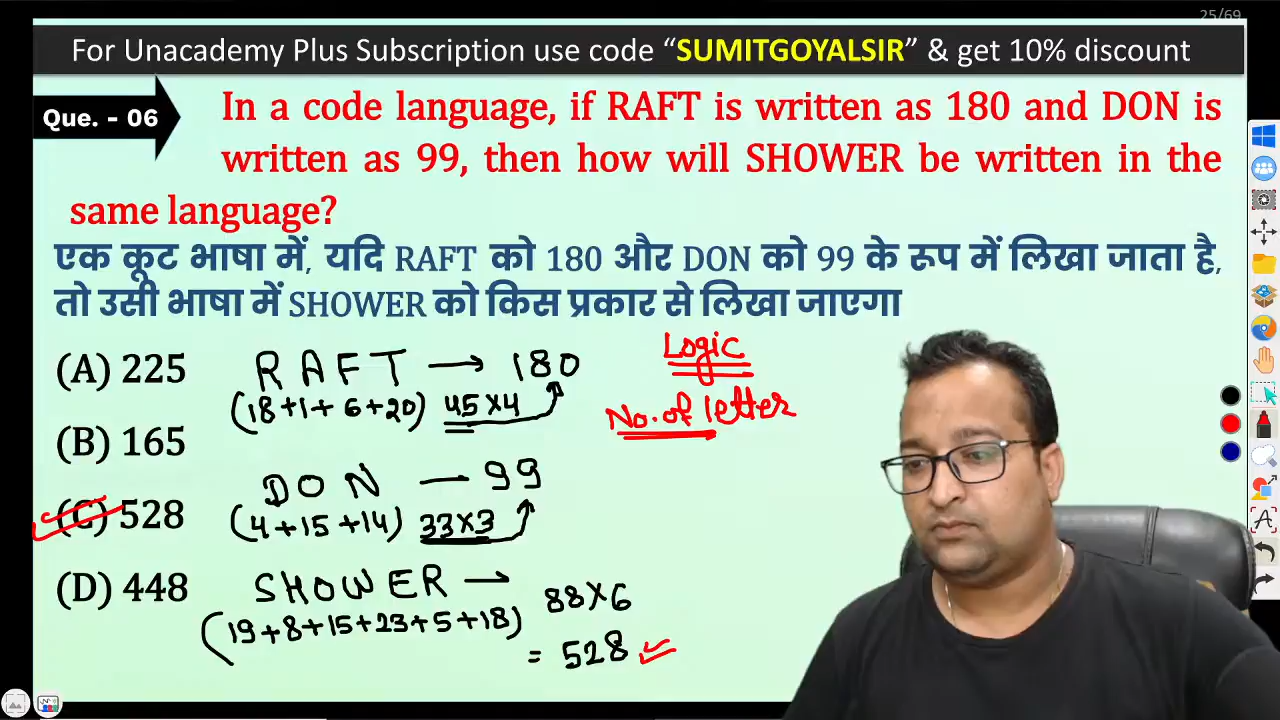 25/69
For Unacademy Plus Subscription use code “SUMITGOYALSIR” & get 10% discount
Que. - 06
In a code language, if RAFT is written as 180 and DON is
written as 99, then how will SHOWER be written in the
same language?
एक कूट भाषा में, यदि RAFT को 180 और DON को 99 के रूप में लिखा जाता है,
तो उसी भाषा में SHOWER को किस प्रकार से लिखा जाएगा
(A) 225
(B) 165
(C) 528
(D) 448
RAFT → 180
(18+1+6+20) 45×4
DON — 99
(4+15+14) 33×3
SHOWER →
(19+8+15+23+5+18) 88×6
= 528
Logic
No. of letter